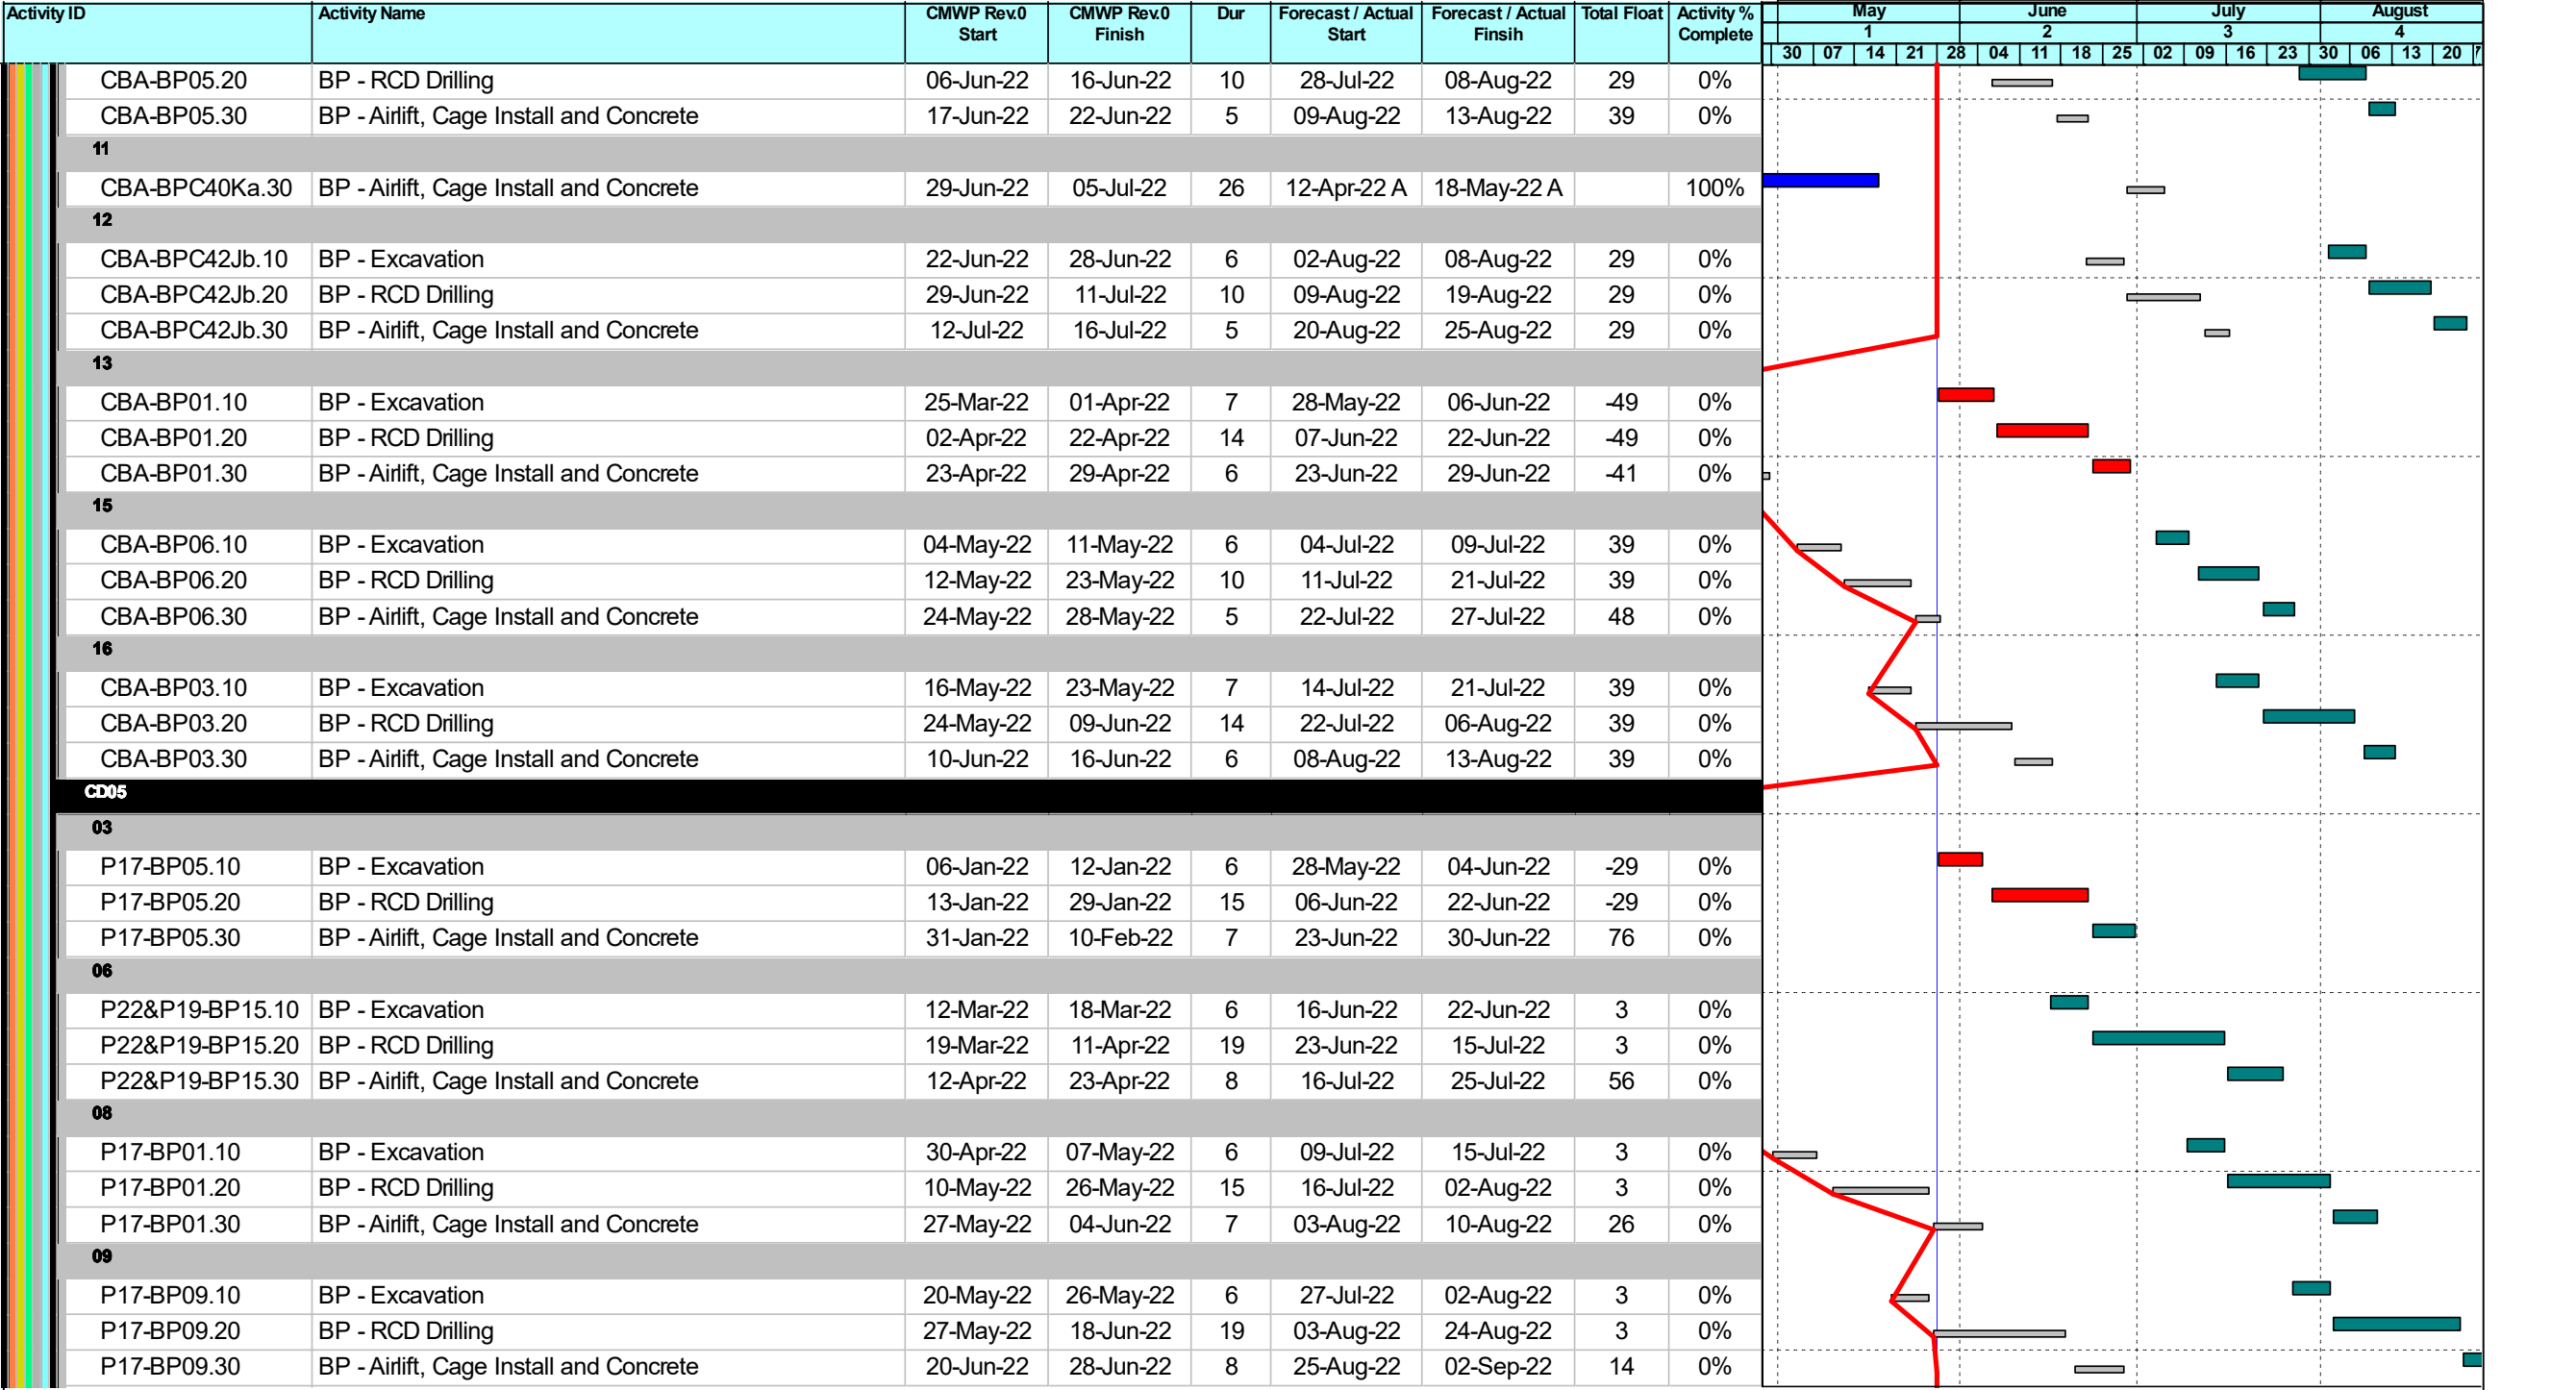 Activity ID Activity Name CMWP Rev.0 Start CMWP Rev.0 Finish Dur Forecast / Actual Start Forecast / Actual Finsih Total Float Activity % Complete May June July August
1 2 3 4
30 07 14 21 28 04 11 18 25 02 09 16 23 30 06 13 20
CBA-BP05.20 BP - RCD Drilling 06-Jun-22 16-Jun-22 10 28-Jul-22 08-Aug-22 29 0%
CBA-BP05.30 BP - Airlift, Cage Install and Concrete 17-Jun-22 22-Jun-22 5 09-Aug-22 13-Aug-22 39 0%
11
CBA-BPC40Ka.30 BP - Airlift, Cage Install and Concrete 29-Jun-22 05-Jul-22 26 12-Apr-22 A 18-May-22 A 100%
12
CBA-BPC42Jb.10 BP - Excavation 22-Jun-22 28-Jun-22 6 02-Aug-22 08-Aug-22 29 0%
CBA-BPC42Jb.20 BP - RCD Drilling 29-Jun-22 11-Jul-22 10 09-Aug-22 19-Aug-22 29 0%
CBA-BPC42Jb.30 BP - Airlift, Cage Install and Concrete 12-Jul-22 16-Jul-22 5 20-Aug-22 25-Aug-22 29 0%
13
CBA-BP01.10 BP - Excavation 25-Mar-22 01-Apr-22 7 28-May-22 06-Jun-22 -49 0%
CBA-BP01.20 BP - RCD Drilling 02-Apr-22 22-Apr-22 14 07-Jun-22 22-Jun-22 -49 0%
CBA-BP01.30 BP - Airlift, Cage Install and Concrete 23-Apr-22 29-Apr-22 6 23-Jun-22 29-Jun-22 -41 0%
15
CBA-BP06.10 BP - Excavation 04-May-22 11-May-22 6 04-Jul-22 09-Jul-22 39 0%
CBA-BP06.20 BP - RCD Drilling 12-May-22 23-May-22 10 11-Jul-22 21-Jul-22 39 0%
CBA-BP06.30 BP - Airlift, Cage Install and Concrete 24-May-22 28-May-22 5 22-Jul-22 27-Jul-22 48 0%
16
CBA-BP03.10 BP - Excavation 16-May-22 23-May-22 7 14-Jul-22 21-Jul-22 39 0%
CBA-BP03.20 BP - RCD Drilling 24-May-22 09-Jun-22 14 22-Jul-22 06-Aug-22 39 0%
CBA-BP03.30 BP - Airlift, Cage Install and Concrete 10-Jun-22 16-Jun-22 6 08-Aug-22 13-Aug-22 39 0%
CD05
03
P17-BP05.10 BP - Excavation 06-Jan-22 12-Jan-22 6 28-May-22 04-Jun-22 -29 0%
P17-BP05.20 BP - RCD Drilling 13-Jan-22 29-Jan-22 15 06-Jun-22 22-Jun-22 -29 0%
P17-BP05.30 BP - Airlift, Cage Install and Concrete 31-Jan-22 10-Feb-22 7 23-Jun-22 30-Jun-22 76 0%
06
P22&P19-BP15.10 BP - Excavation 12-Mar-22 18-Mar-22 6 16-Jun-22 22-Jun-22 3 0%
P22&P19-BP15.20 BP - RCD Drilling 19-Mar-22 11-Apr-22 19 23-Jun-22 15-Jul-22 3 0%
P22&P19-BP15.30 BP - Airlift, Cage Install and Concrete 12-Apr-22 23-Apr-22 8 16-Jul-22 25-Jul-22 56 0%
08
P17-BP01.10 BP - Excavation 30-Apr-22 07-May-22 6 09-Jul-22 15-Jul-22 3 0%
P17-BP01.20 BP - RCD Drilling 10-May-22 26-May-22 15 16-Jul-22 02-Aug-22 3 0%
P17-BP01.30 BP - Airlift, Cage Install and Concrete 27-May-22 04-Jun-22 7 03-Aug-22 10-Aug-22 26 0%
09
P17-BP09.10 BP - Excavation 20-May-22 26-May-22 6 27-Jul-22 02-Aug-22 3 0%
P17-BP09.20 BP - RCD Drilling 27-May-22 18-Jun-22 19 03-Aug-22 24-Aug-22 3 0%
P17-BP09.30 BP - Airlift, Cage Install and Concrete 20-Jun-22 28-Jun-22 8 25-Aug-22 02-Sep-22 14 0%